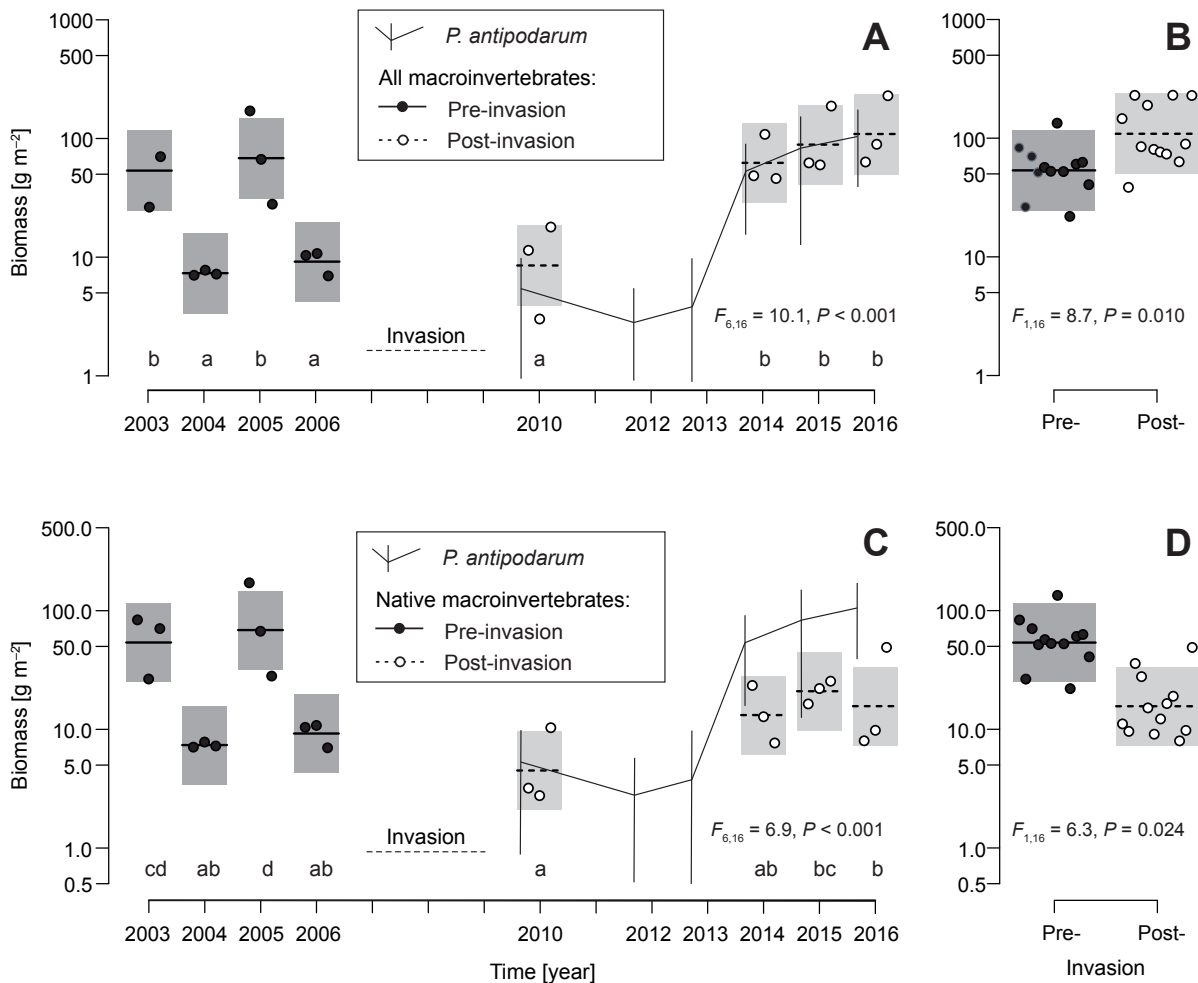 A
B
1000
500
100
50
10
5
1
Biomass [g m⁻²]
P. antipodarum
All macroinvertebrates:
Pre-invasion
Post-invasion
Invasion
F6,16 = 10.1, P < 0.001
b a b a a b b b
2003 2004 2005 2006 2010 2012 2013 2014 2015 2016
1000
500
100
50
10
5
1
F1,16 = 8.7, P = 0.010
Pre- Post-
C
D
500.0
100.0
50.0
10.0
5.0
1.0
0.5
Biomass [g m⁻²]
P. antipodarum
Native macroinvertebrates:
Pre-invasion
Post-invasion
Invasion
F6,16 = 6.9, P < 0.001
cd ab d ab a ab bc b
2003 2004 2005 2006 2010 2012 2013 2014 2015 2016
Time [year]
500.0
100.0
50.0
10.0
5.0
1.0
0.5
F1,16 = 6.3, P = 0.024
Pre- Post-
Invasion